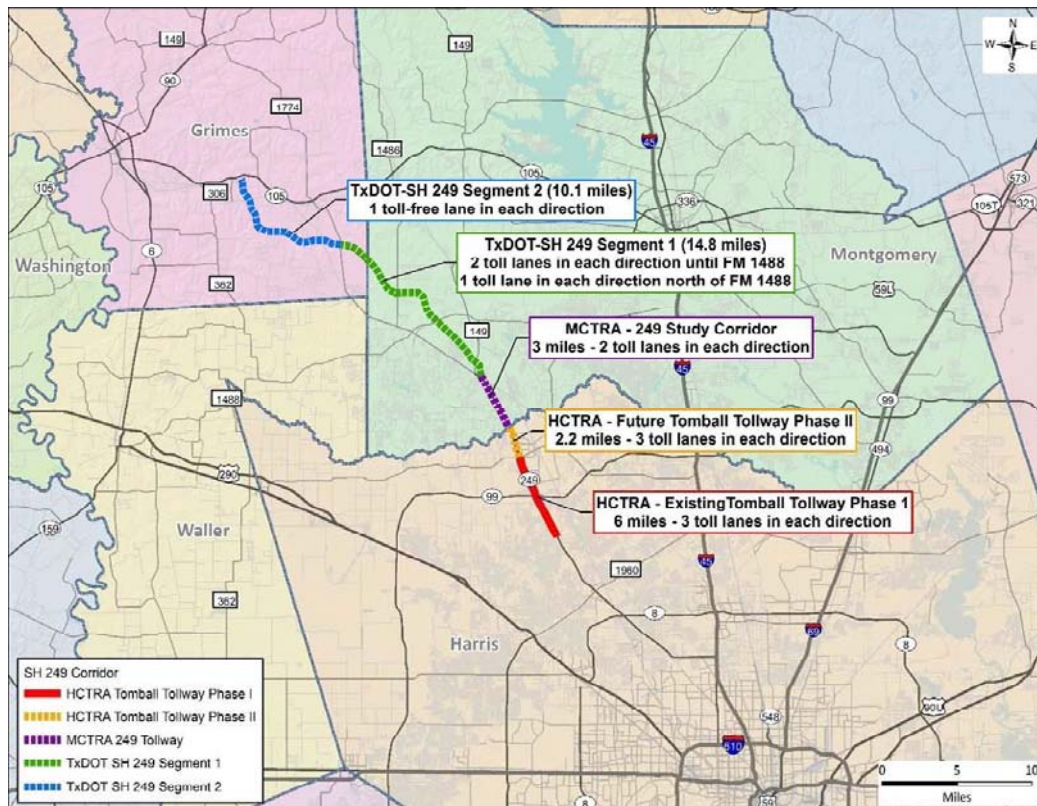 N
W E
S
149
149
45
90
1774
Grimes
1486
105
105
TxDOT-SH 249 Segment 2 (10.1 miles)
1 toll-free lane in each direction
306
105
336
573
105T
321
TxDOT-SH 249 Segment 1 (14.8 miles)
2 toll lanes in each direction until FM 1488
1 toll lane in each direction north of FM 1488
6
Montgomery
Washington
362
59L
149
MCTRA - 249 Study Corridor
3 miles - 2 toll lanes in each direction
45
1488
99
HCTRA - Future Tomball Tollway Phase II
2.2 miles - 3 toll lanes in each direction
494
290
249
99
HCTRA - ExistingTomball Tollway Phase 1
6 miles - 3 toll lanes in each direction
Waller
159
1960
45
362
8
69
8
Harris
SH 249 Corridor
HCTRA Tomball Tollway Phase I
HCTRA Tomball Tollway Phase II
MCTRA 249 Tollway
TxDOT SH 249 Segment 1
TxDOT SH 249 Segment 2
90U
548
610
59
0 5 10
Miles